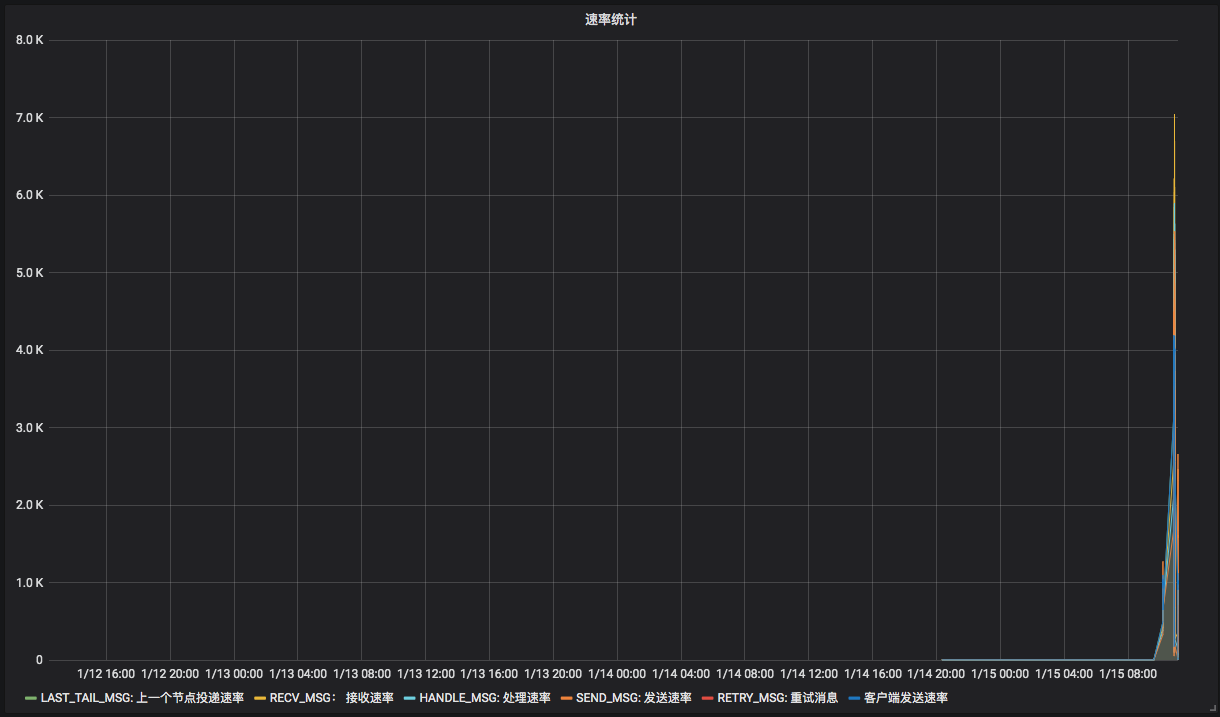 速率统计
8.0 K
7.0 K
6.0 K
5.0 K
4.0 K
3.0 K
2.0 K
1.0 K
0
1/12 16:00 1/12 20:00 1/13 00:00 1/13 04:00 1/13 08:00 1/13 12:00 1/13 16:00 1/13 20:00 1/14 00:00 1/14 04:00 1/14 08:00 1/14 12:00 1/14 16:00 1/14 20:00 1/15 00:00 1/15 04:00 1/15 08:00
LAST_TAIL_MSG: 上一个节点投递速率 RECV_MSG： 接收速率 HANDLE_MSG: 处理速率 SEND_MSG: 发送速率 RETRY_MSG: 重试消息 客户端发送速率